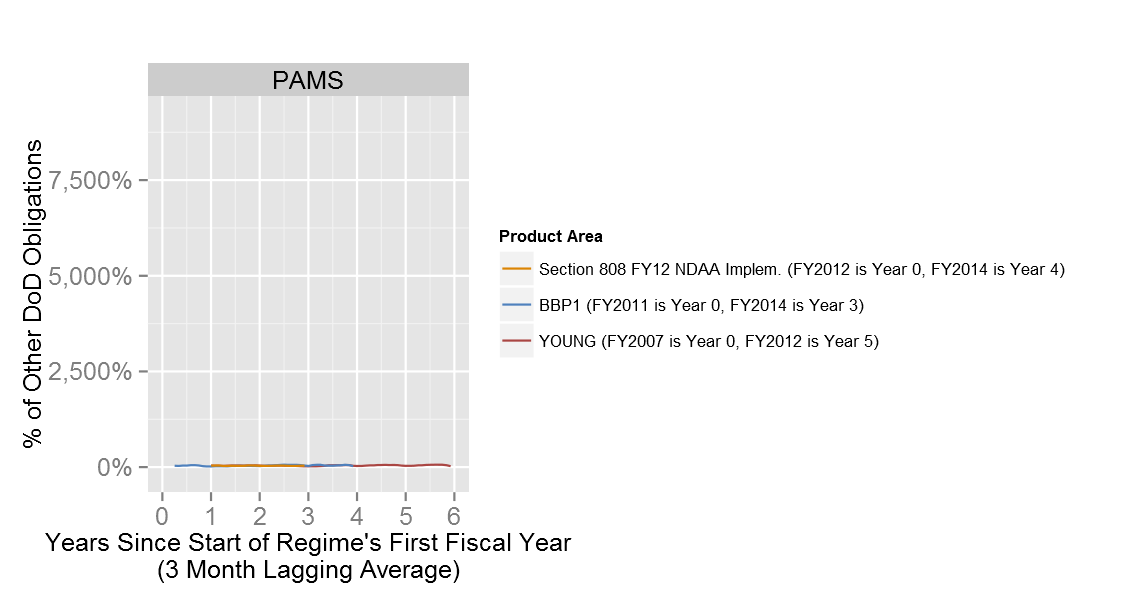 PAMS
% of Other DoD Obligations
7,500%
5,000%
2,500%
0%
0 1 2 3 4 5 6
Years Since Start of Regime's First Fiscal Year
(3 Month Lagging Average)
Product Area
Section 808 FY12 NDAA Implem. (FY2012 is Year 0, FY2014 is Year 4)
BBP1 (FY2011 is Year 0, FY2014 is Year 3)
YOUNG (FY2007 is Year 0, FY2012 is Year 5)